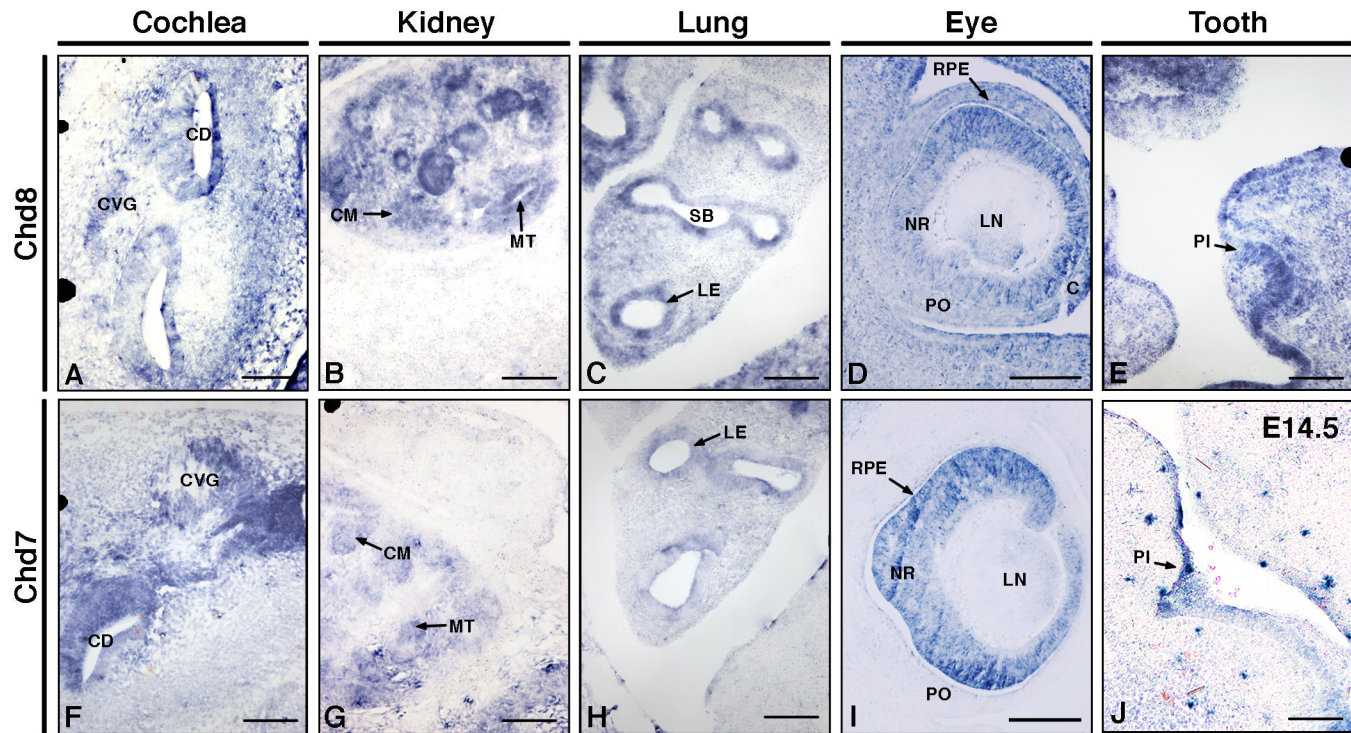 Cochlea Kidney Lung Eye Tooth
Chd8
CD
CVG
A
CM
MT
B
SB
LE
C
RPE
NR
LN
PO
C
D
PI
E
Chd7
CVG
CD
F
CM
MT
G
LE
H
RPE
NR
LN
PO
I
E14.5
PI
J